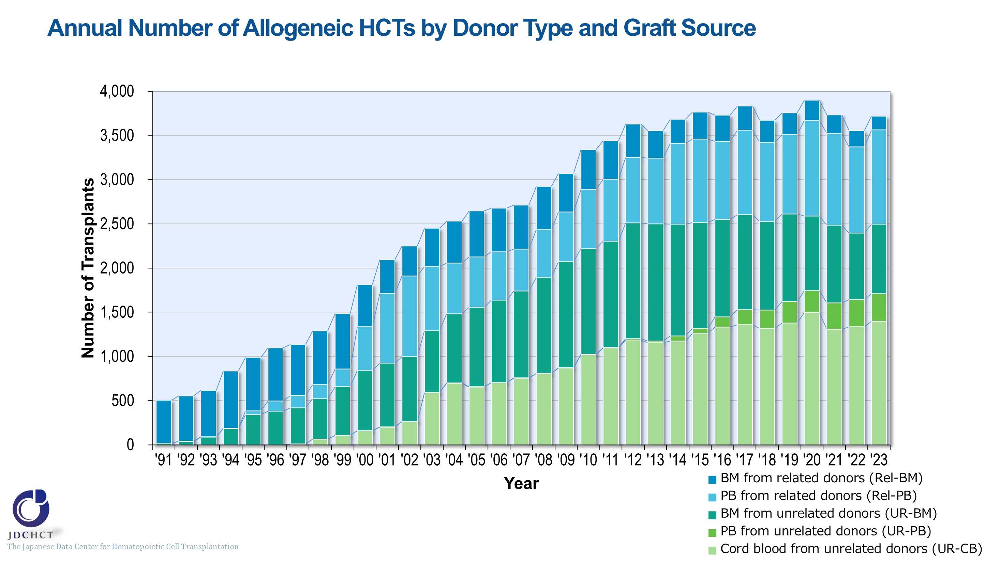 Annual Number of Allogeneic HCTs by Donor Type and Graft Source
Number of Transplants
4,000
3,500
3,000
2,500
2,000
1,500
1,000
500
0
'91 '92 '93 '94 '95 '96 '97 '98 '99 '00 '01 '02 '03 '04 '05 '06 '07 '08 '09 '10 '11 '12 '13 '14 '15 '16 '17 '18 '19 '20 '21 '22 '23
Year
BM from related donors (Rel-BM)
PB from related donors (Rel-PB)
BM from unrelated donors (UR-BM)
PB from unrelated donors (UR-PB)
Cord blood from unrelated donors (UR-CB)
JDCHCT
The Japanese Data Center for Hematopoietic Cell Transplantation